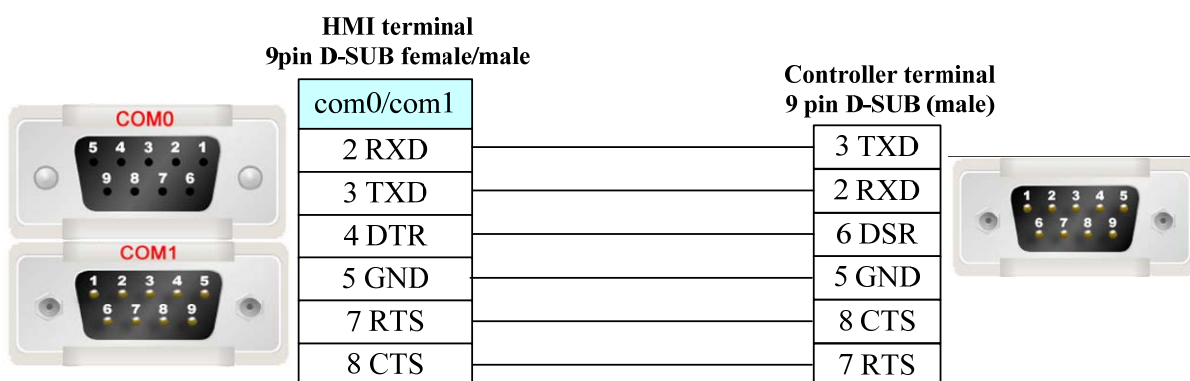 HMI terminal
9pin D-SUB female/male
com0/com1
2 RXD
3 TXD
4 DTR
5 GND
7 RTS
8 CTS
Controller terminal
9 pin D-SUB (male)
3 TXD
2 RXD
6 DSR
5 GND
8 CTS
7 RTS
COM0
5 4 3 2 1
9 8 7 6
COM1
1 2 3 4 5
6 7 8 9
1 2 3 4 5
6 7 8 9